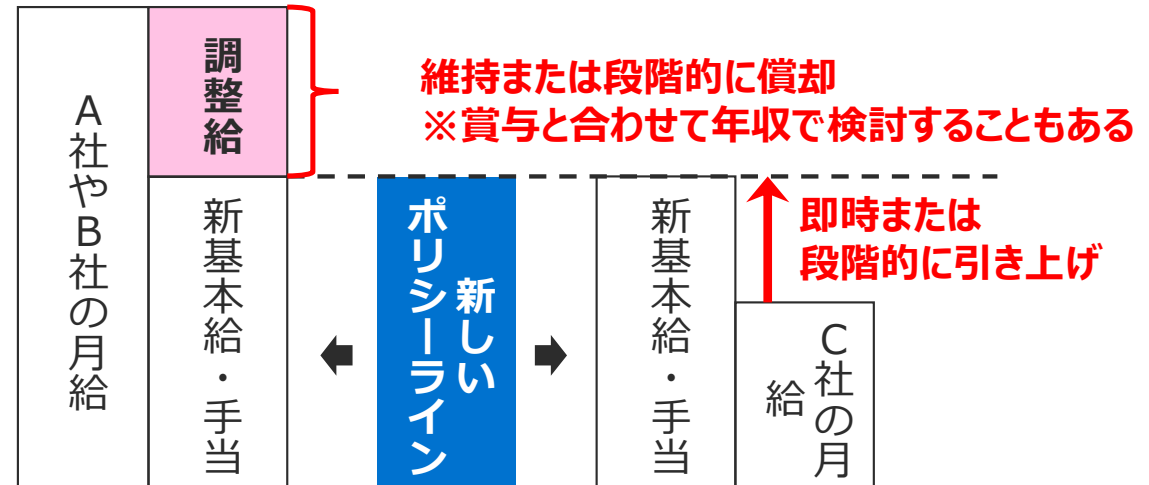 A社やB社の月給
調整給
新基本給・手当
維持または段階的に償却
※賞与と合わせて年収で検討することもある
新しい
ポリシーライン
新基本給・手当
即時または
段階的に引き上げ
C社の月
給